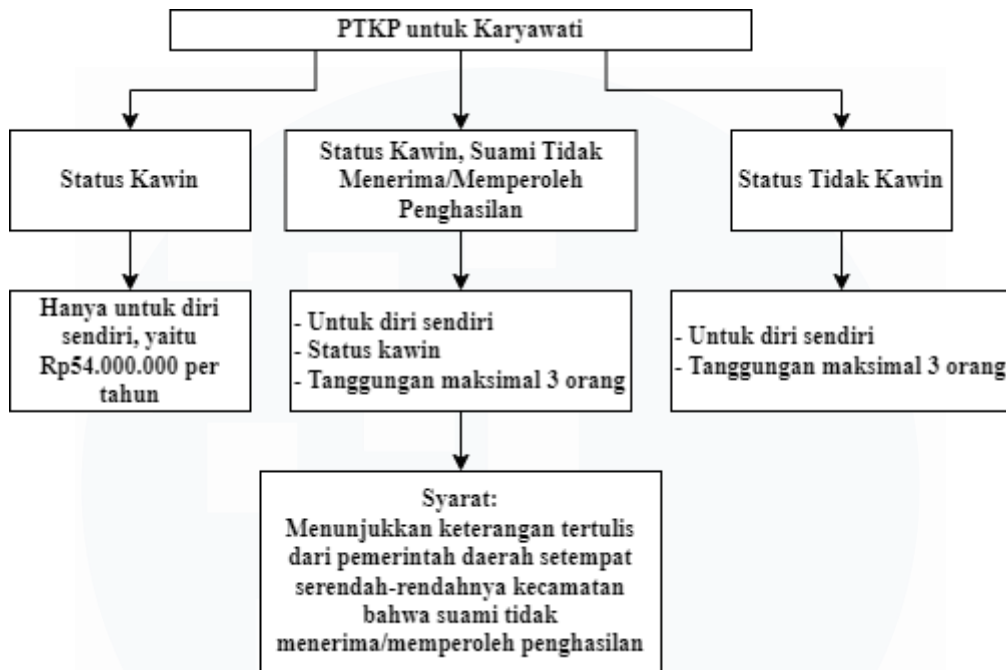 PTKP untuk Karyawati
Status Kawin
Status Kawin, Suami Tidak
Menerima/Memperoleh
Penghasilan
Status Tidak Kawin
Hanya untuk diri
sendiri, yaitu
Rp54.000.000 per
tahun
- Untuk diri sendiri
- Status kawin
- Tanggungan maksimal 3 orang
- Untuk diri sendiri
- Tanggungan maksimal 3 orang
Syarat:
Menunjukkan keterangan tertulis
dari pemerintah daerah setempat
serendah-rendahnya kecamatan
bahwa suami tidak
menerima/memperoleh penghasilan